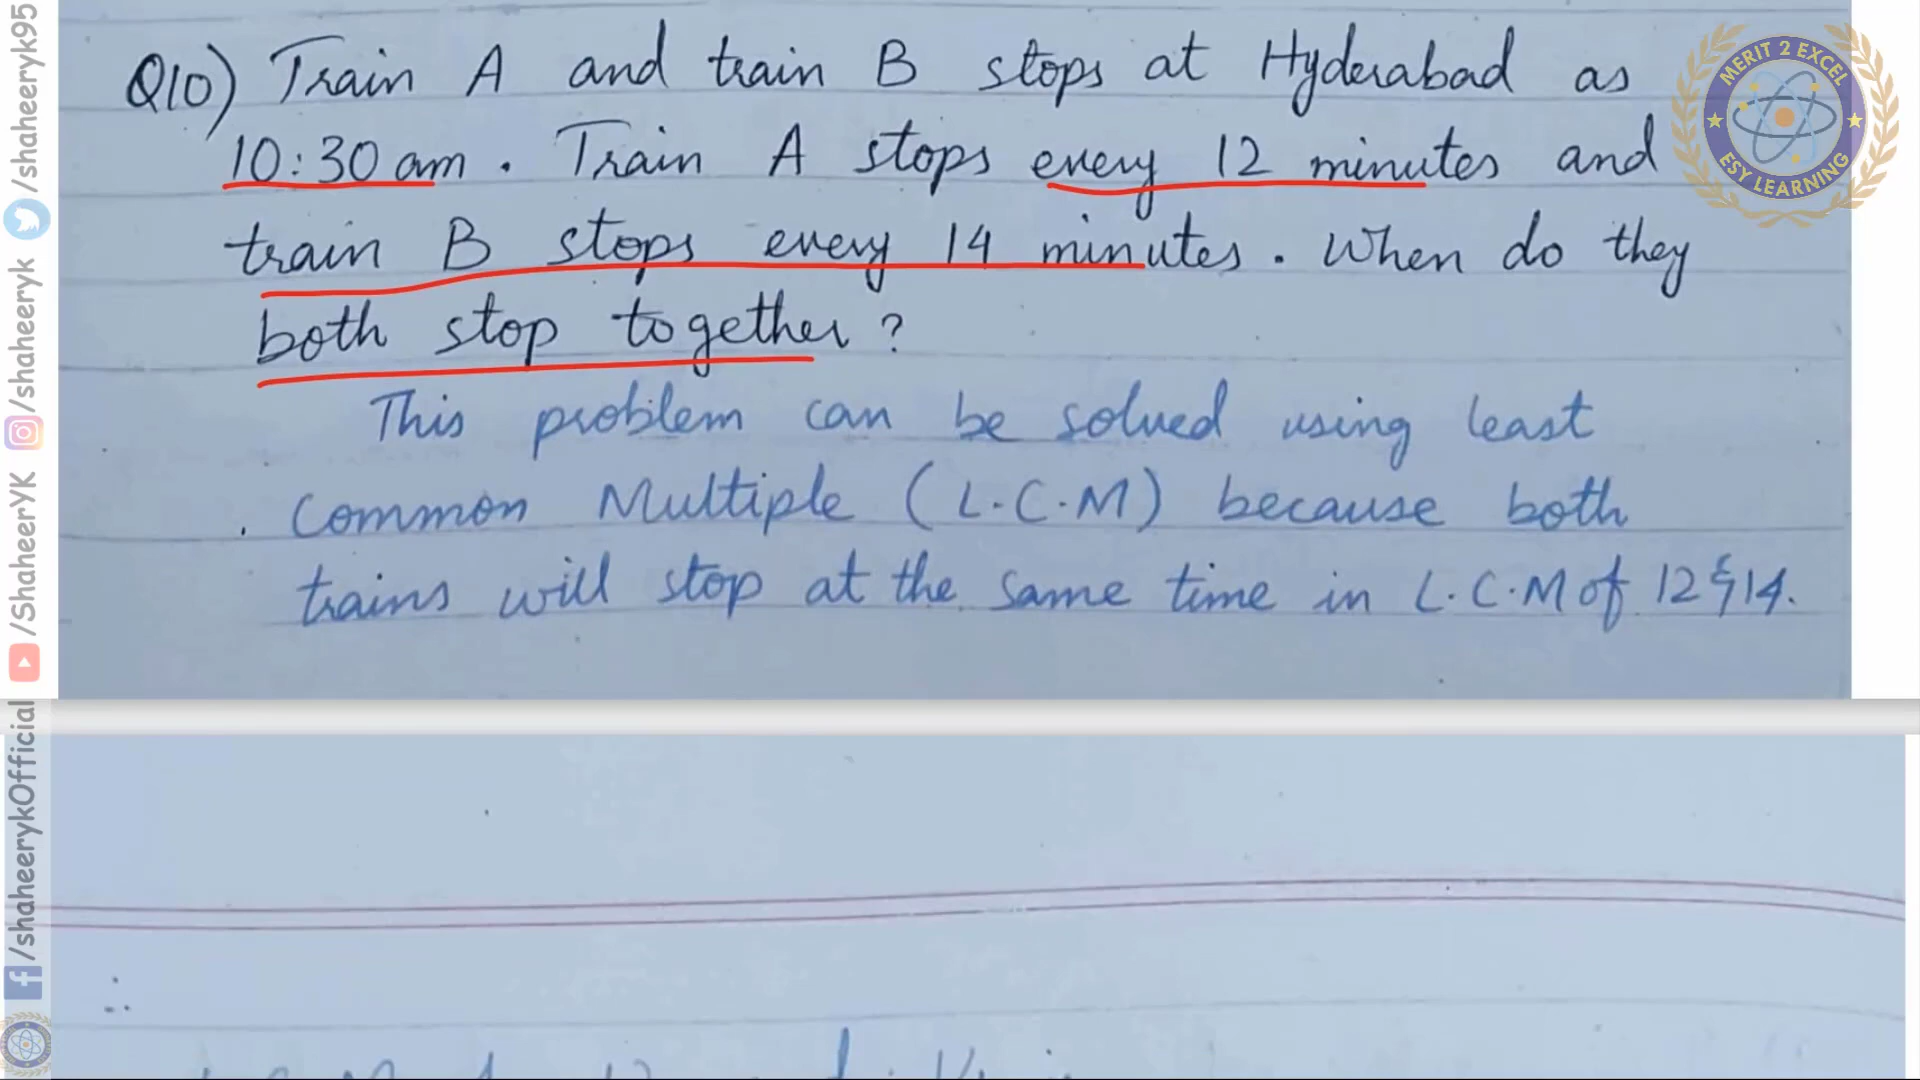 Q10) Train A and train B stops at Hyderabad as
10:30 am. Train A stops every 12 minutes and
train B stops every 14 minutes. When do they
both stop together?
This problem can be solved using least
Common Multiple (L.C.M) because both
trains will stop at the same time in L.C.M of 12 & 14.
MERIT 2 EXCEL
ESY LEARNING
/shaheeryk95
/shaheeryk
/ShaheerYK
/shaheerykOfficial